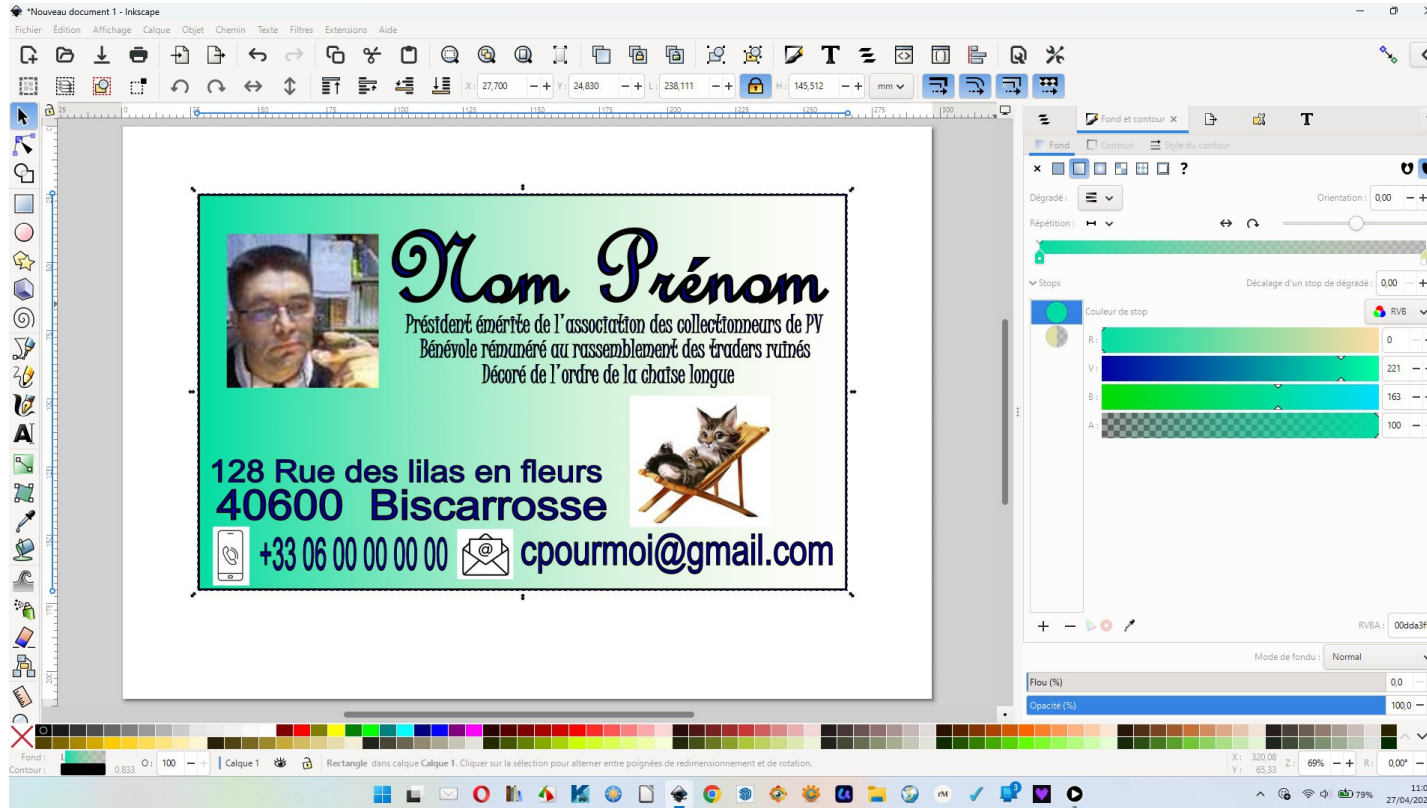 *Nouveau document 1 - Inkscape
Fichier Édition Affichage Calque Objet Chemin Texte Filtres Extensions Aide
X: 27,700 Y: 24,830 L: 238,111 H: 145,512 mm
Fond et contour
Fond Contour Style du contour
Dégradé : Orientation : 0,00
Répétition :
Stops Décalage d'un stop de dégradé : 0,00
Couleur de stop RVB
R : 0
V : 221
B : 163
A : 100
RVBA : 00dda3f
Mode de fondu : Normal
Flou (%) 0,0
Opacité (%) 100,0
Nom Prénom
Président émérite de l'association des collectionneurs de PV
Bénévole rémunéré au rassemblement des traders ruinés
Décoré de l'ordre de la chaise longue
128 Rue des lilas en fleurs
40600 Biscarrosse
+33 06 00 00 00 00 @ cpourmoi@gmail.com
Fond : O : 100 Calque 1 Rectangle dans calque Calque 1. Cliquer sur la sélection pour alterner entre poignées de redimensionnement et de rotation. X : 320,08 Z : 69% R : 0,00°
Contour : 0,833 Y : 65,33
79%
27/04/202